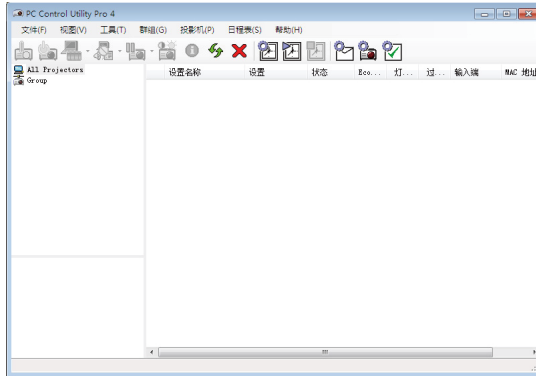 PC Control Utility Pro 4
文件(F) 视图(V) 工具(T) 群组(G) 投影机(P) 日程表(S) 帮助(H)
All Projectors
Group
设置名称 设置 状态 Eco... 灯... 过... 输入端 MAC 地址